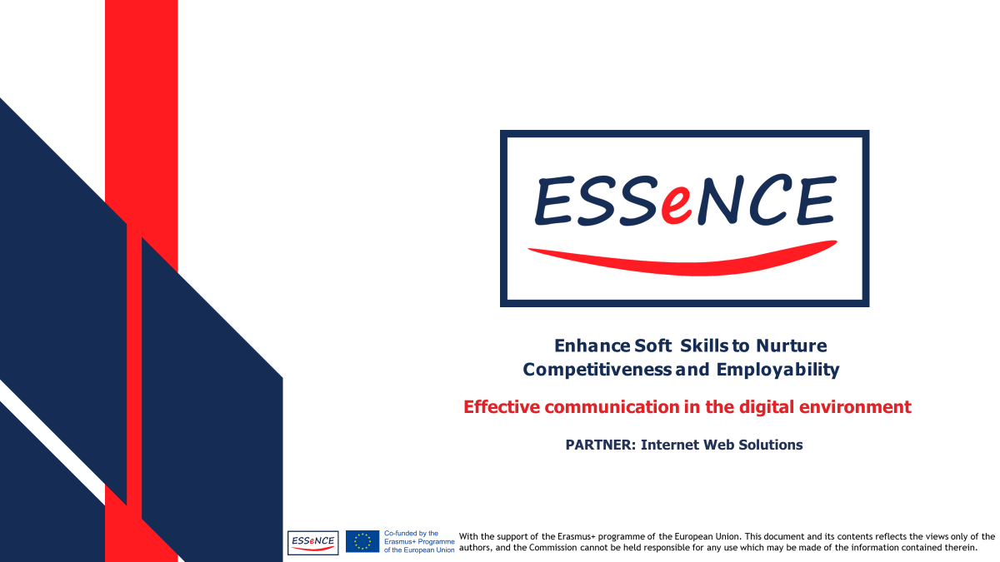 ESSeNCE
Enhance Soft Skills to Nurture
Competitiveness and Employability
Effective communication in the digital environment
PARTNER: Internet Web Solutions
ESSeNCE
Co-funded by the
Erasmus+ Programme
of the European Union
With the support of the Erasmus+ programme of the European Union. This document and its contents reflects the views only of the
authors, and the Commission cannot be held responsible for any use which may be made of the information contained therein.